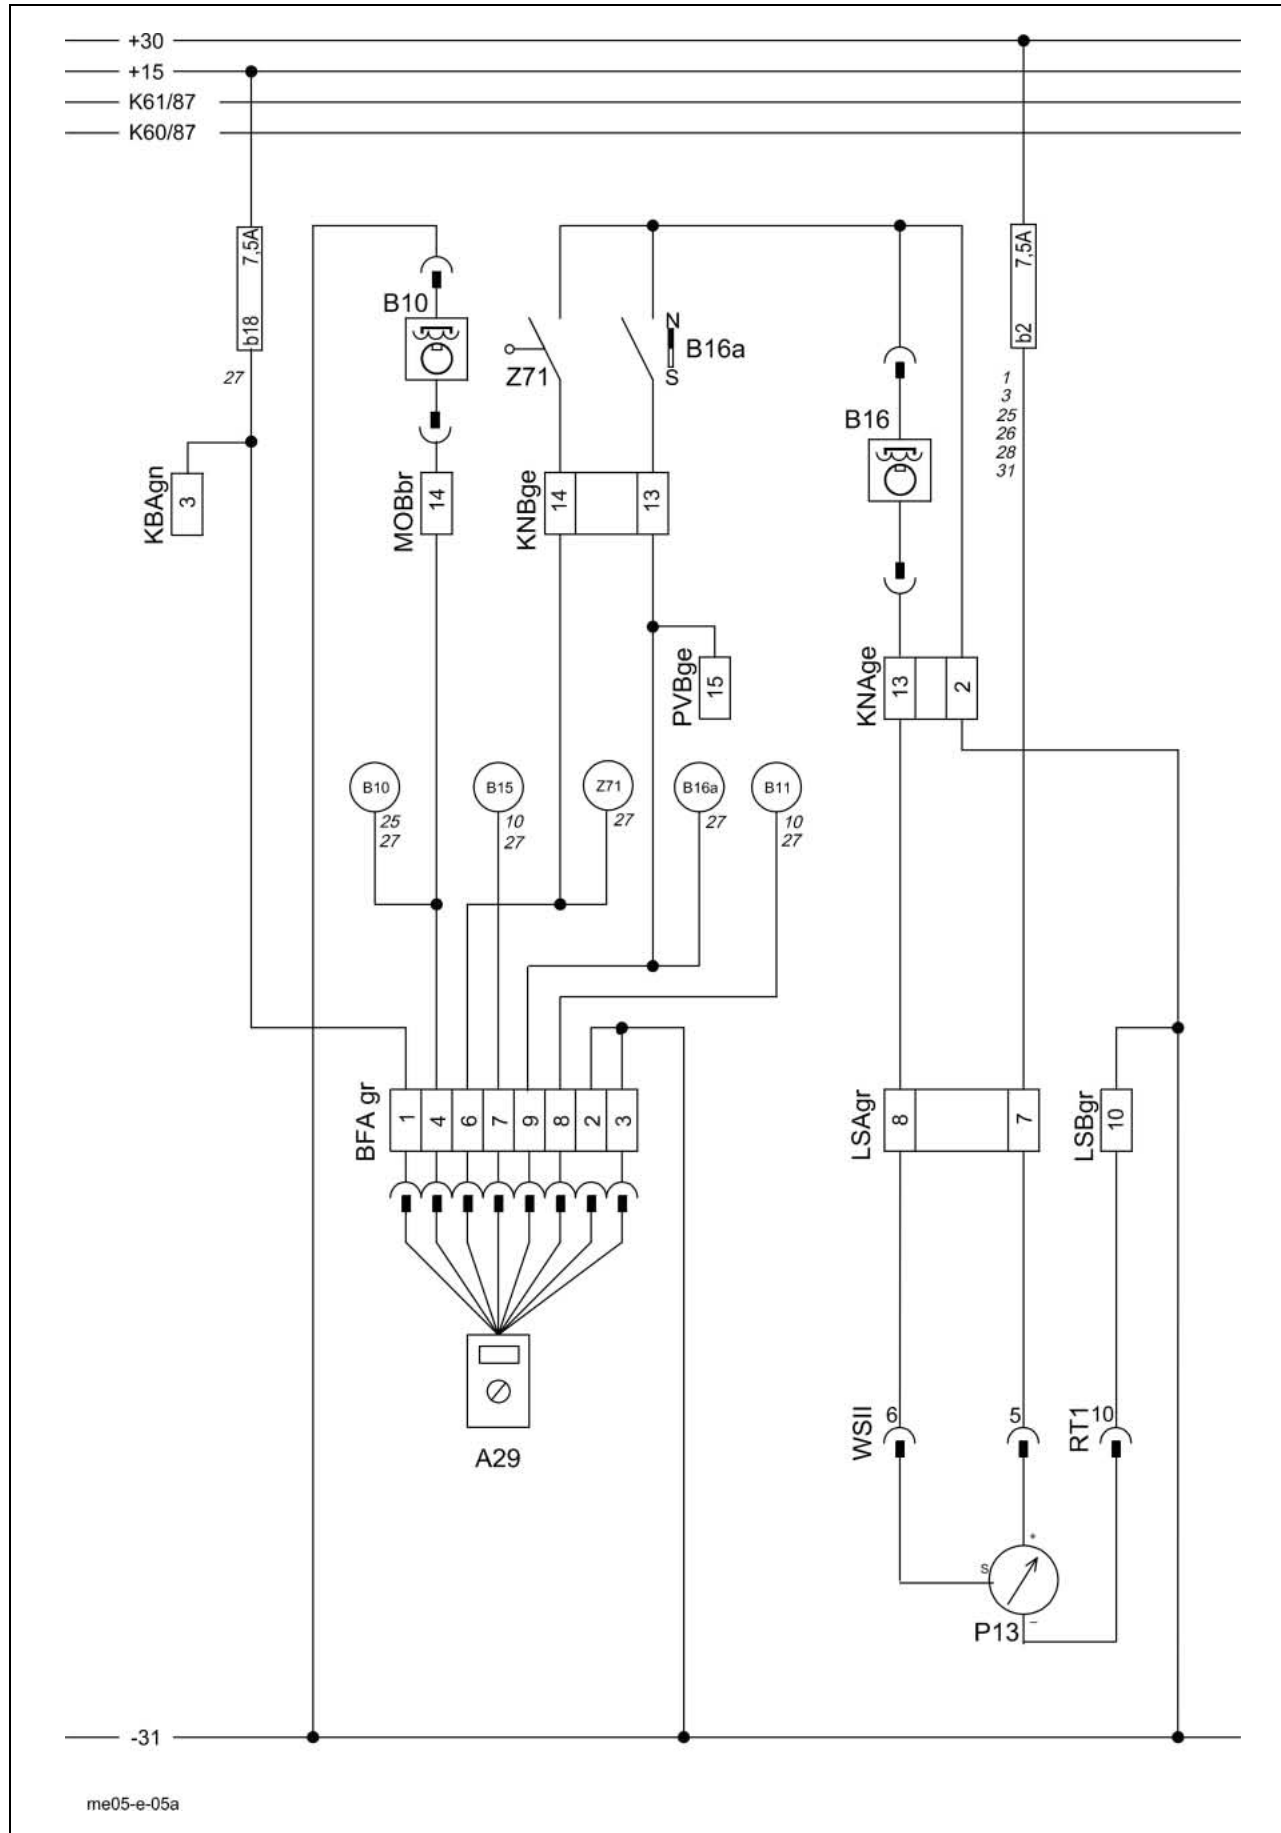 +30
+15
K61/87
K60/87
7,5A
b18
27
KBAgn
3
B10
MOBbr
14
Z71
N
S
B16a
KNBge
14
13
PVBge
15
B16
KNAge
13
2
7,5A
b2
1
3
25
26
28
31
B10
25
27
B15
10
27
Z71
27
B16a
27
B11
10
27
BFA gr
1
4
6
7
9
8
2
3
A29
LSAgr
8
7
LSBgr
10
WSII
6
5
RT1
10
S
+
–
P13
-31
me05-e-05a